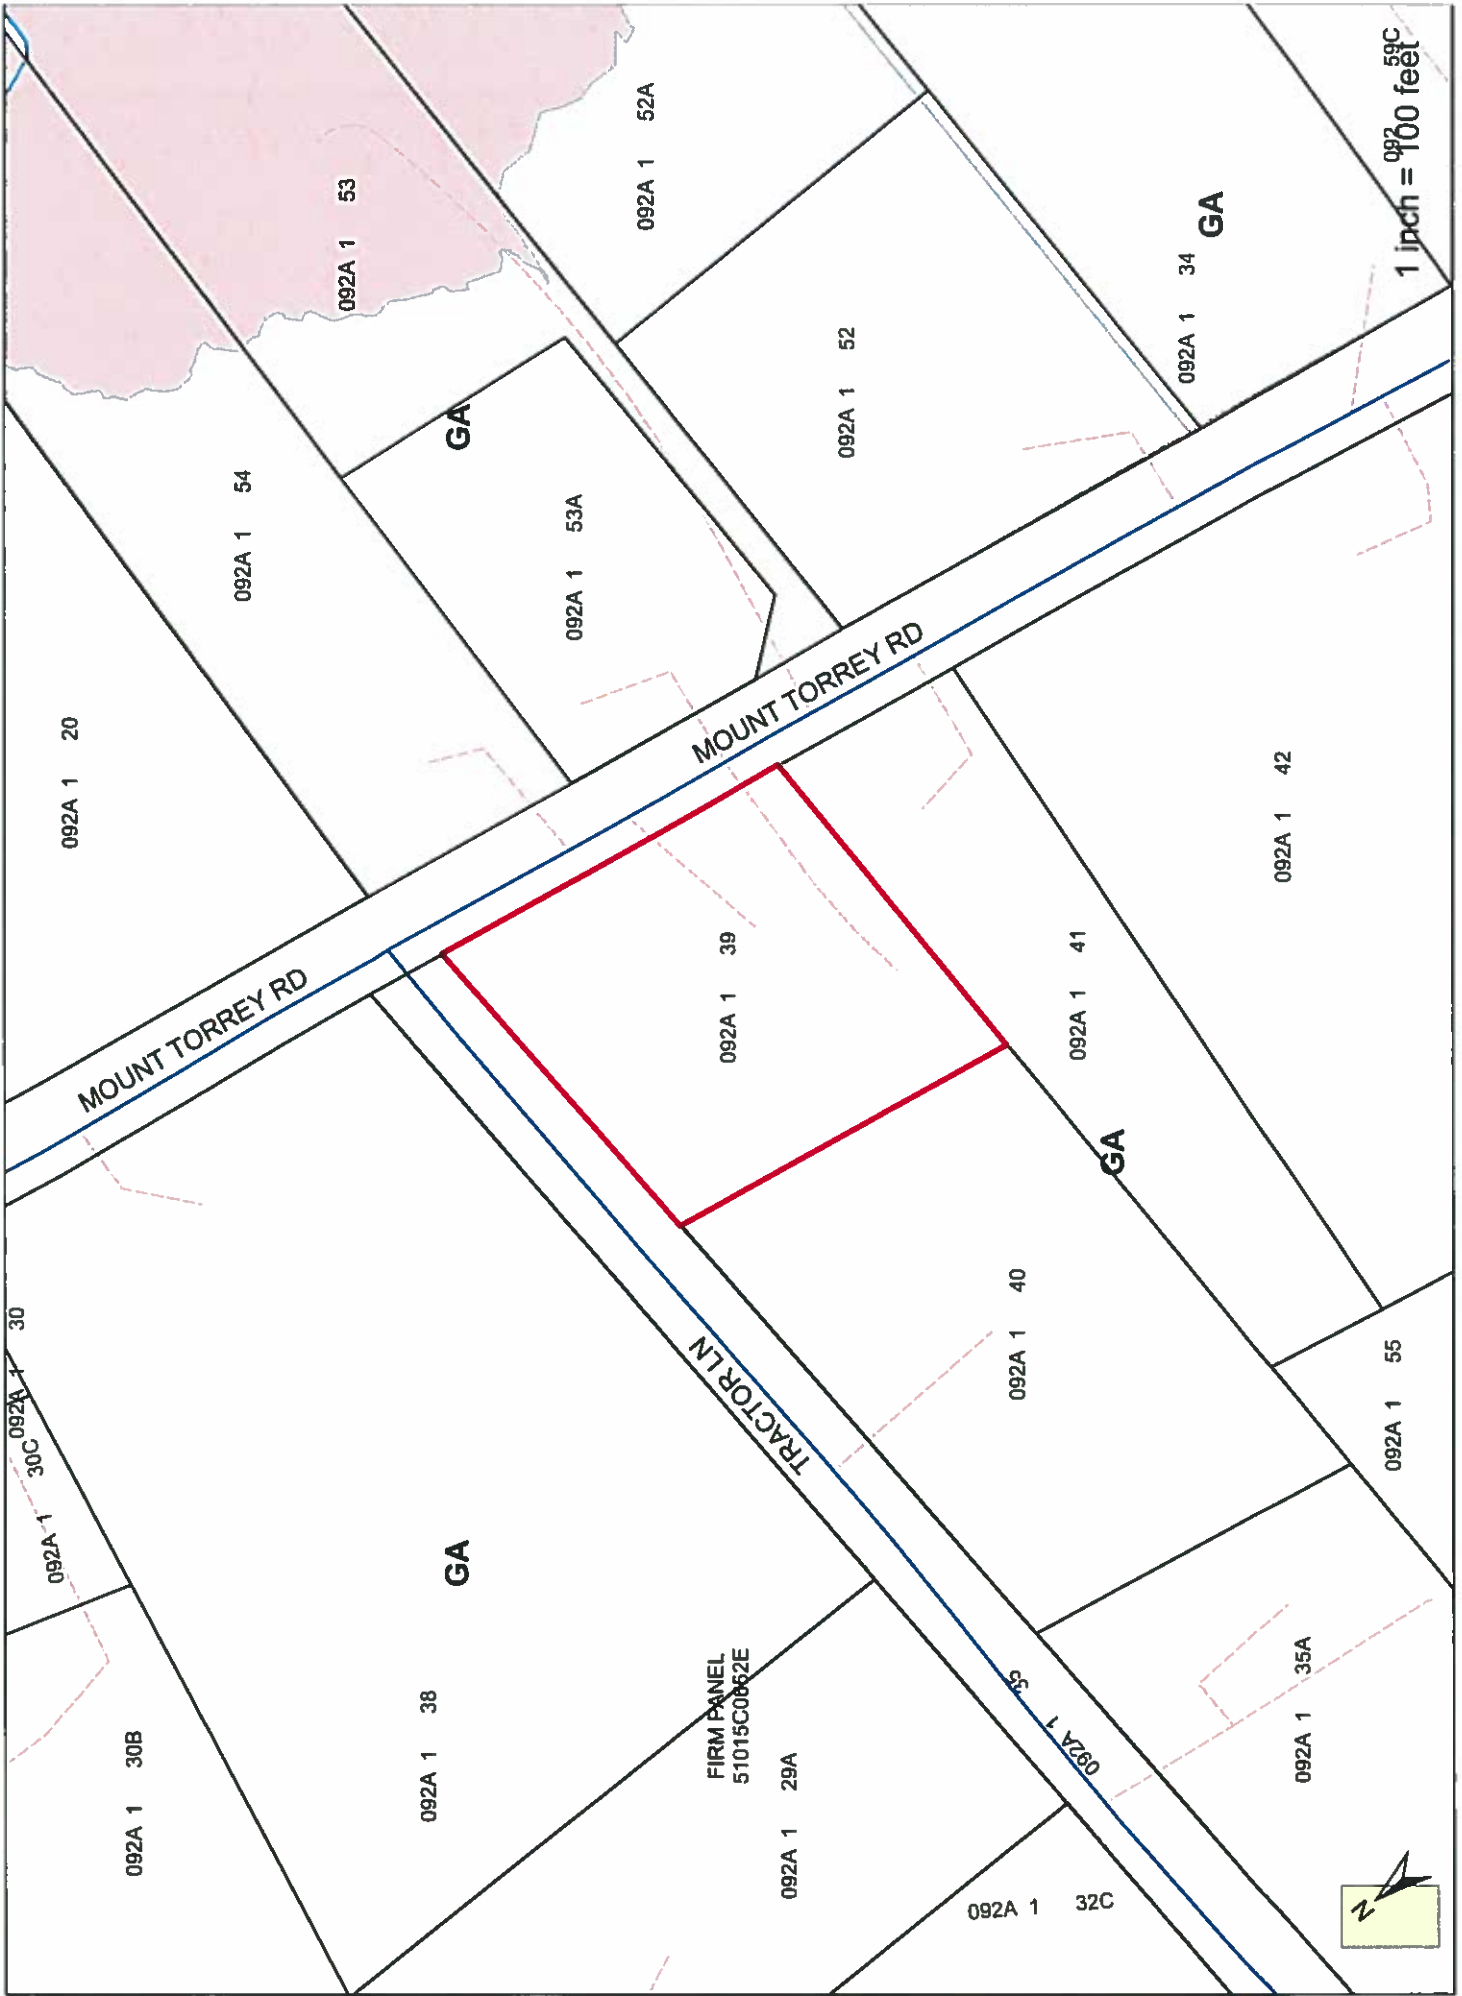 092A 1 30
092A 1 30C
092A 1 30B
092A 1 38
GA
FIRM PANEL
51015C0662E
092A 1 29A
092A 1 32C
MOUNT TORREY RD
TRACTOR LN
092A 1 35
092A 1 35A
092A 1 40
092A 1 55
GA
092A 1 39
092A 1 41
092A 1 42
MOUNT TORREY RD
092A 1 20
092A 1 54
GA
092A 1 53A
092A 1 53
092A 1 52A
092A 1 52
092A 1 34
GA
092 59C
1 inch = 100 feet
N